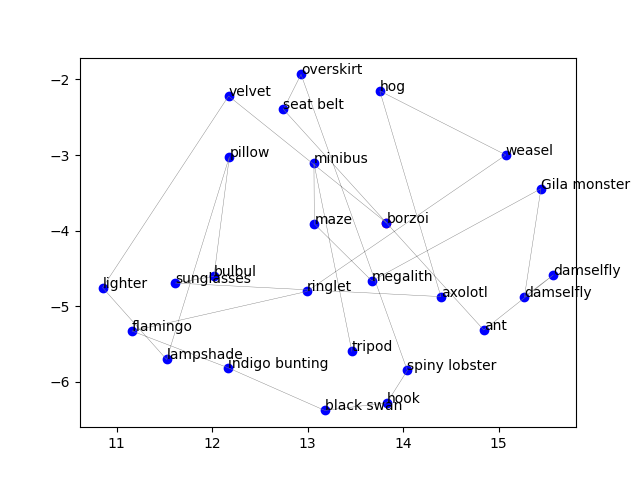 overskirt
−2
hog
velvet
seat belt
weasel
pillow
minibus
−3
Gila monster
maze
borzoi
−4
bulbul
damselfly
sunglasses
megalith
lighter
ringlet
axolotl
damselfly
−5
flamingo
ant
lampshade
tripod
indigo bunting
spiny lobster
−6
hook
black swan
11
12
13
14
15